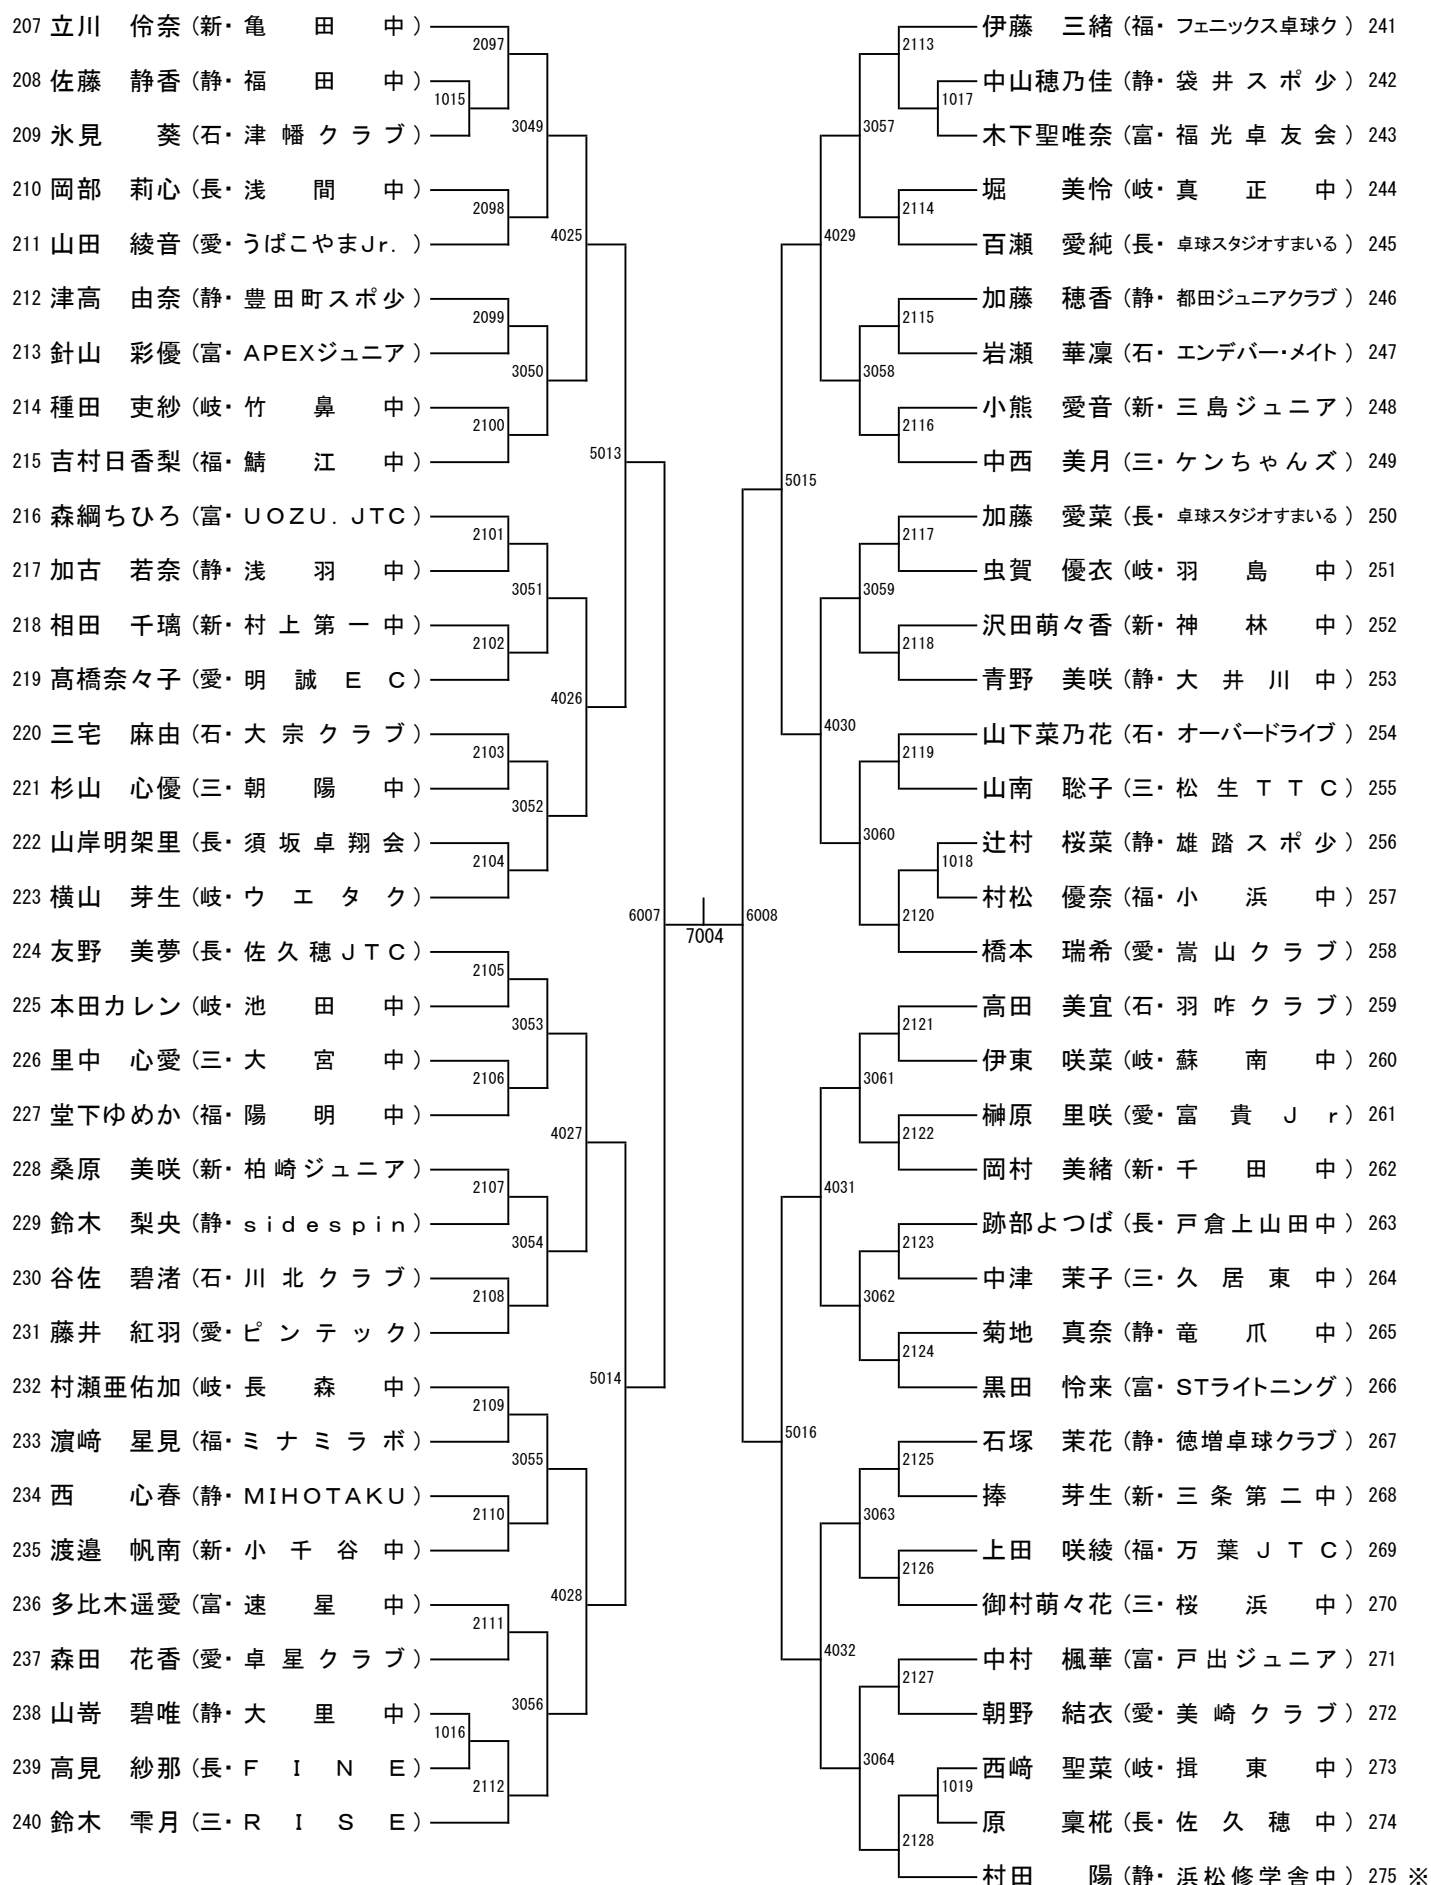 207 立川 伶奈 (新・亀田中)
208 佐藤 静香 (静・福田中)
209 氷見 葵 (石・津幡クラブ)
210 岡部 莉心 (長・浅間中)
211 山田 綾音 (愛・うばこやまJr.)
212 津高 由奈 (静・豊田町スポ少)
213 針山 彩優 (富・APEXジュニア)
214 種田 吏紗 (岐・竹鼻中)
215 吉村日香梨 (福・鯖江中)
216 森綱ちひろ (富・UOZU.JTC)
217 加古 若奈 (静・浅羽中)
218 相田 千璃 (新・村上第一中)
219 髙橋奈々子 (愛・明誠EC)
220 三宅 麻由 (石・大宗クラブ)
221 杉山 心優 (三・朝陽中)
222 山岸明架里 (長・須坂卓翔会)
223 横山 芽生 (岐・ウエタク)
224 友野 美夢 (長・佐久穂JTC)
225 本田カレン (岐・池田中)
226 里中 心愛 (三・大宮中)
227 堂下ゆめか (福・陽明中)
228 桑原 美咲 (新・柏崎ジュニア)
229 鈴木 梨央 (静・sidespin)
230 谷佐 碧渚 (石・川北クラブ)
231 藤井 紅羽 (愛・ピンテック)
232 村瀬亜佑加 (岐・長森中)
233 濵﨑 星見 (福・ミナミラボ)
234 西 心春 (静・MIHOTAKU)
235 渡邉 帆南 (新・小千谷中)
236 多比木遥愛 (富・速星中)
237 森田 花香 (愛・卓星クラブ)
238 山嵜 碧唯 (静・大里中)
239 高見 紗那 (長・FINE)
240 鈴木 雫月 (三・RISE)
2097
1015
3049
2098
4025
2099
3050
2100
5013
2101
3051
2102
4026
2103
3052
2104
6007
2105
3053
2106
4027
2107
3054
2108
5014
2109
3055
2110
4028
2111
3056
1016
2112
7004
6008
2113
1017
3057
2114
4029
2115
3058
2116
5015
2117
3059
2118
4030
2119
3060
1018
2120
2121
3061
2122
4031
2123
3062
2124
5016
2125
3063
2126
4032
2127
3064
1019
2128
伊藤 三緒 (福・フェニックス卓球ク) 241
中山穂乃佳 (静・袋井スポ少) 242
木下聖唯奈 (富・福光卓友会) 243
堀 美怜 (岐・真正中) 244
百瀬 愛純 (長・卓球スタジオすまいる) 245
加藤 穂香 (静・都田ジュニアクラブ) 246
岩瀬 華凜 (石・エンデバー・メイト) 247
小熊 愛音 (新・三島ジュニア) 248
中西 美月 (三・ケンちゃんズ) 249
加藤 愛菜 (長・卓球スタジオすまいる) 250
虫賀 優衣 (岐・羽島中) 251
沢田萌々香 (新・神林中) 252
青野 美咲 (静・大井川中) 253
山下菜乃花 (石・オーバードライブ) 254
山南 聡子 (三・松生TTC) 255
辻村 桜菜 (静・雄踏スポ少) 256
村松 優奈 (福・小浜中) 257
橋本 瑞希 (愛・嵩山クラブ) 258
高田 美宜 (石・羽咋クラブ) 259
伊東 咲菜 (岐・蘇南中) 260
榊原 里咲 (愛・富貴Jr) 261
岡村 美緒 (新・千田中) 262
跡部よつば (長・戸倉上山田中) 263
中津 茉子 (三・久居東中) 264
菊地 真奈 (静・竜爪中) 265
黒田 怜来 (富・STライトニング) 266
石塚 茉花 (静・徳増卓球クラブ) 267
捧 芽生 (新・三条第二中) 268
上田 咲綾 (福・万葉JTC) 269
御村萌々花 (三・桜浜中) 270
中村 楓華 (富・戸出ジュニア) 271
朝野 結衣 (愛・美崎クラブ) 272
西﨑 聖菜 (岐・揖東中) 273
原 稟椛 (長・佐久穂中) 274
村田 陽 (静・浜松修学舎中) 275 ※